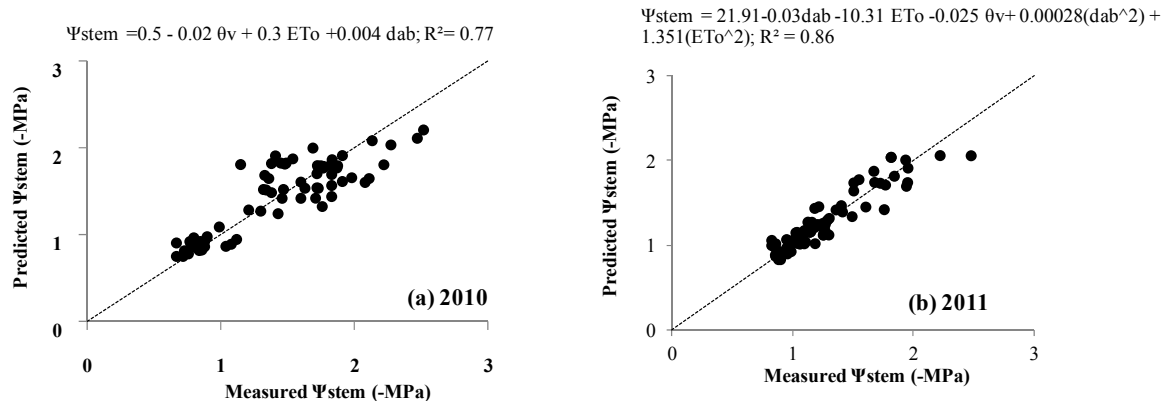 Ψstem =0.5 - 0.02 θv + 0.3 ETo +0.004 dab; R²= 0.77
3
2
1
0
Predicted Ψstem (-MPa)
(a) 2010
0 1 2 3
Measured Ψstem (-MPa)
Ψstem = 21.91-0.03dab -10.31 ETo -0.025 θv+ 0.00028(dab^2) +
1.351(ETo^2); R² = 0.86
3
2
1
0
Predicted Ψstem (-MPa)
(b) 2011
0 1 2 3
Measured Ψstem (-MPa)